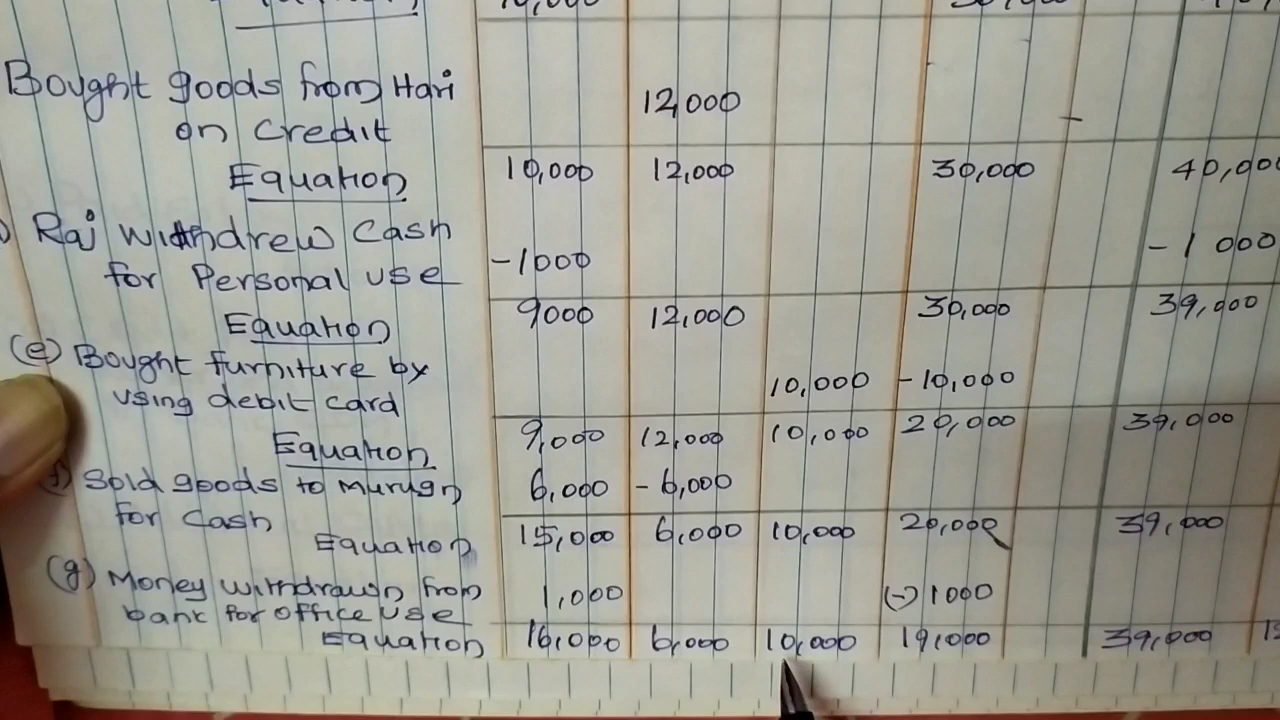 Bought goods from Hari
12,000
on credit
Equation 10,000 12,000 30,000 40,000
Raj withdrew cash
-1000 -1 000
for Personal use
9000 12,000 30,000 39,000
Equation
(e) Bought furniture by
10,000 -10,000
using debit card
9,000 12,000 10,000 20,000 39,000
Equation
Sold goods to murugn 6,000 -6,000
for cash
15,000 6,000 10,000 20,000 39,000
Equation
(g) Money withdrawn from
1,000 (-) 1000
bank for office use
Equation 16,000 6,000 10,000 19,000 39,000